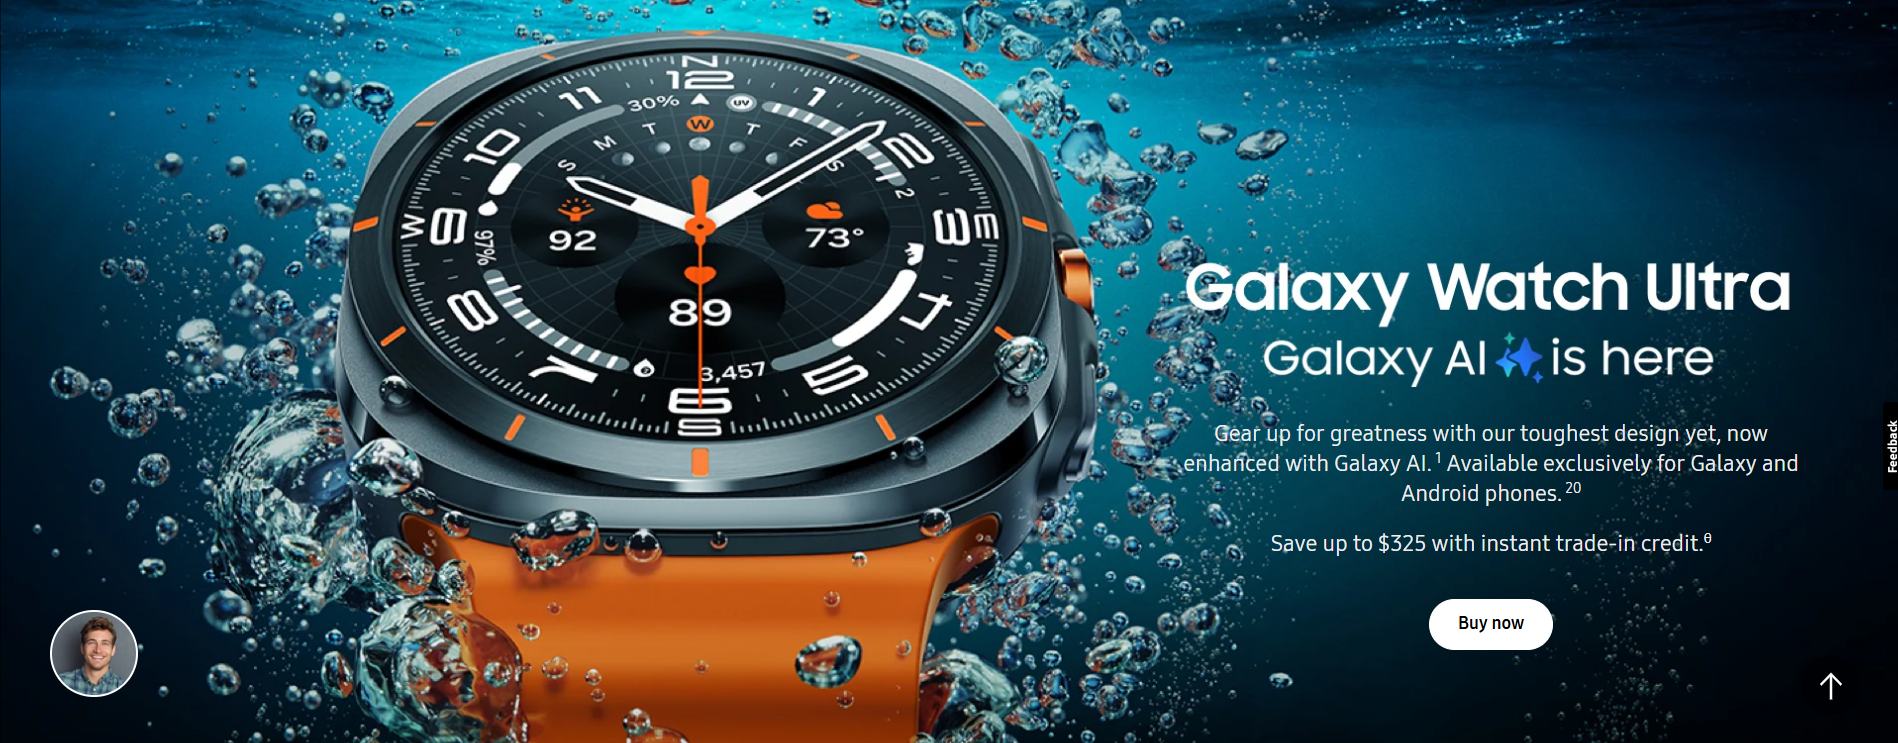 N
12
11
30%
UV
1
10
S
M
T
W
T
F
S
2
2
W
9
97%
92
73°
3
E
8
89
4
7
3,457
5
6
S
Galaxy Watch Ultra
Galaxy AI is here
Gear up for greatness with our toughest design yet, now
enhanced with Galaxy AI.¹ Available exclusively for Galaxy and
Android phones.²⁰
Save up to $325 with instant trade-in credit.θ
Buy now
Feedback